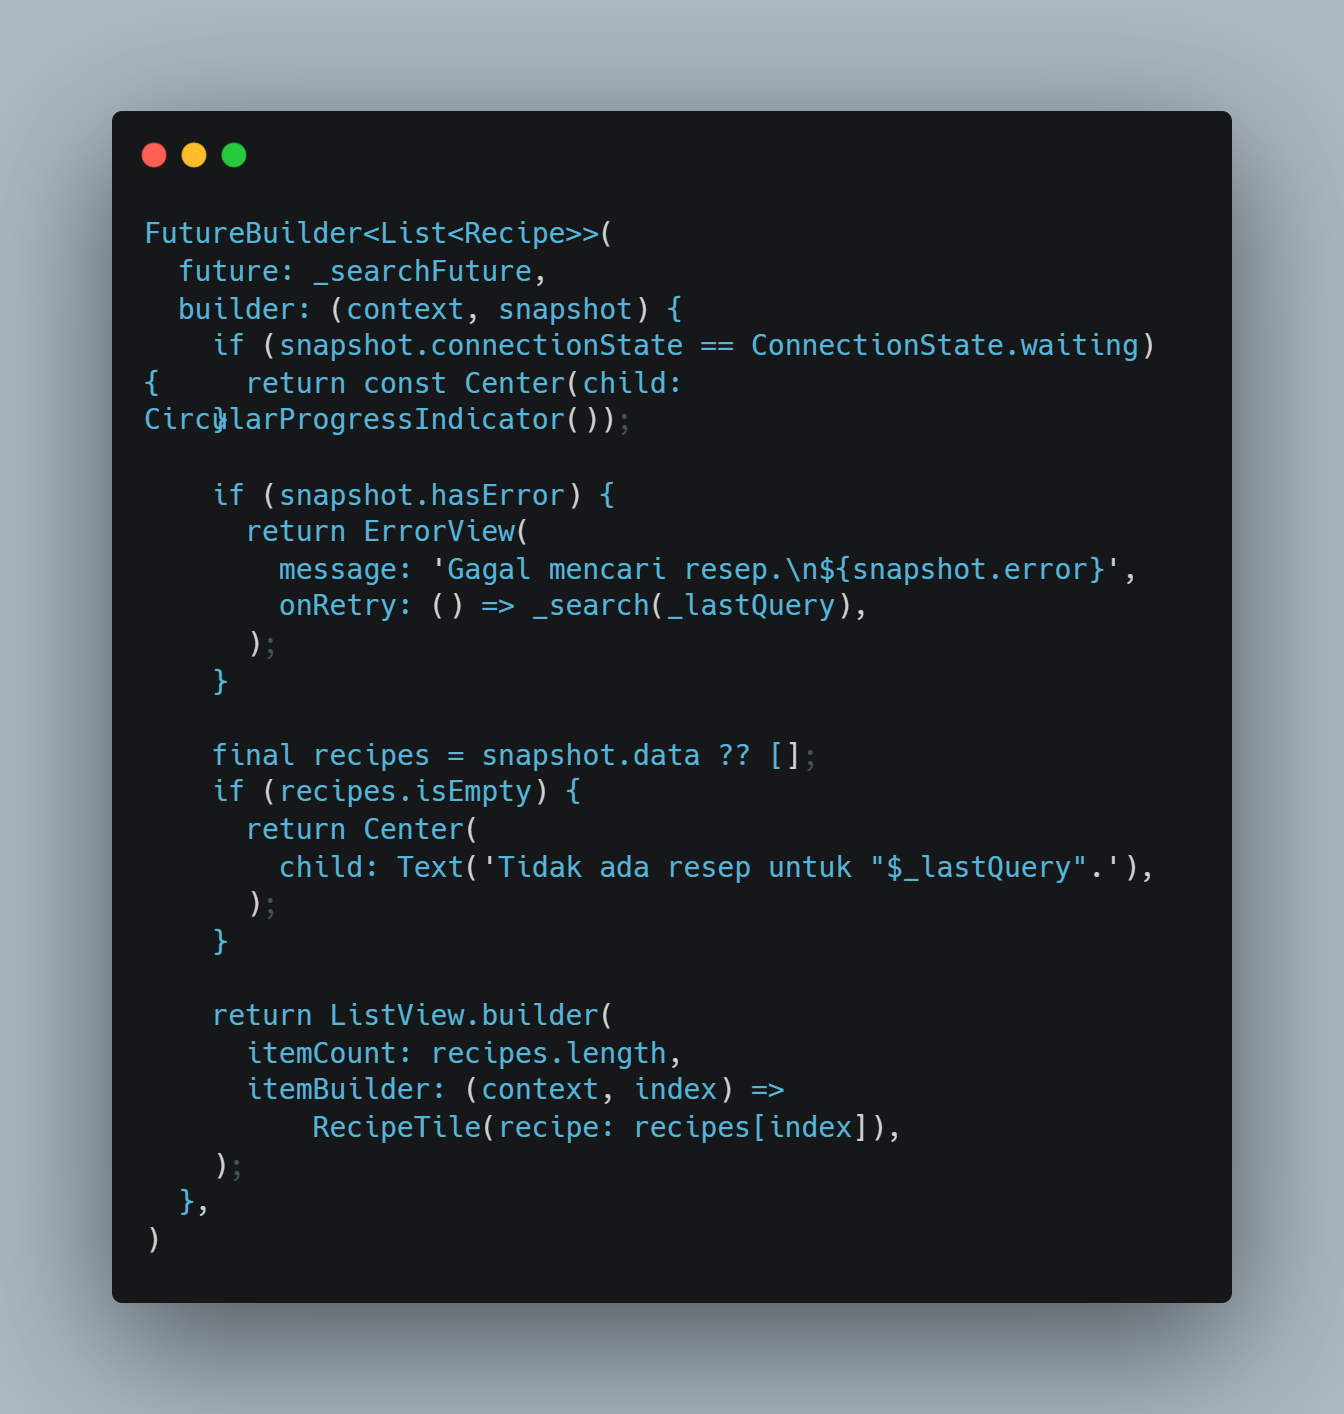 FutureBuilder<List<Recipe>>(
  future: _searchFuture,
  builder: (context, snapshot) {
    if (snapshot.connectionState == ConnectionState.waiting)
{     return const Center(child:
CircularProgressIndicator());
    }

    if (snapshot.hasError) {
      return ErrorView(
        message: 'Gagal mencari resep.\n${snapshot.error}',
        onRetry: () => _search(_lastQuery),
      );
    }

    final recipes = snapshot.data ?? [];
    if (recipes.isEmpty) {
      return Center(
        child: Text('Tidak ada resep untuk "$_lastQuery".'),
      );
    }

    return ListView.builder(
      itemCount: recipes.length,
      itemBuilder: (context, index) =>
          RecipeTile(recipe: recipes[index]),
    );
  },
)